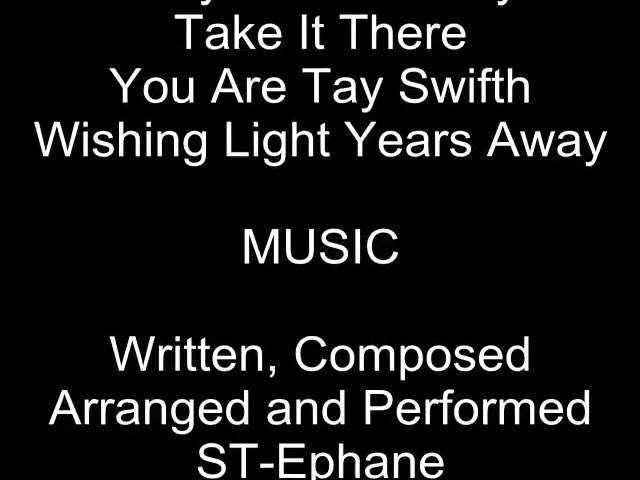 Take It There
You Are Tay Swifth
Wishing Light Years Away
MUSIC
Written, Composed
Arranged and Performed
ST-Ephane